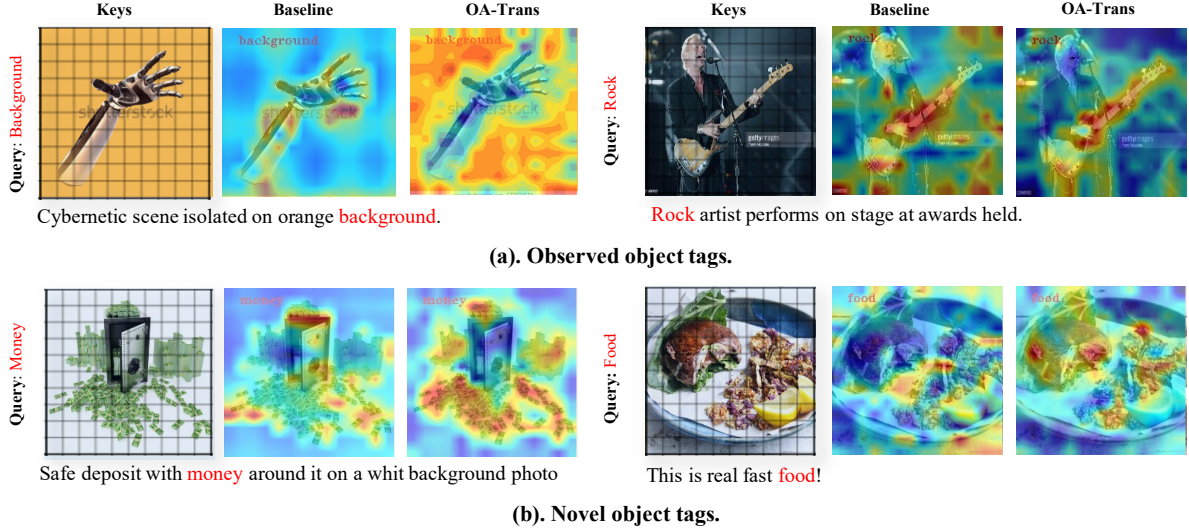 Keys Baseline OA-Trans Keys Baseline OA-Trans
Query: Background
background
background
shutterstock
Query: Rock
rock
rock
gettyimages
gettyimages
Cybernetic scene isolated on orange background.
Rock artist performs on stage at awards held.
(a). Observed object tags.
Query: Money
money
money
Query: Food
food
food
Safe deposit with money around it on a whit background photo
This is real fast food!
(b). Novel object tags.